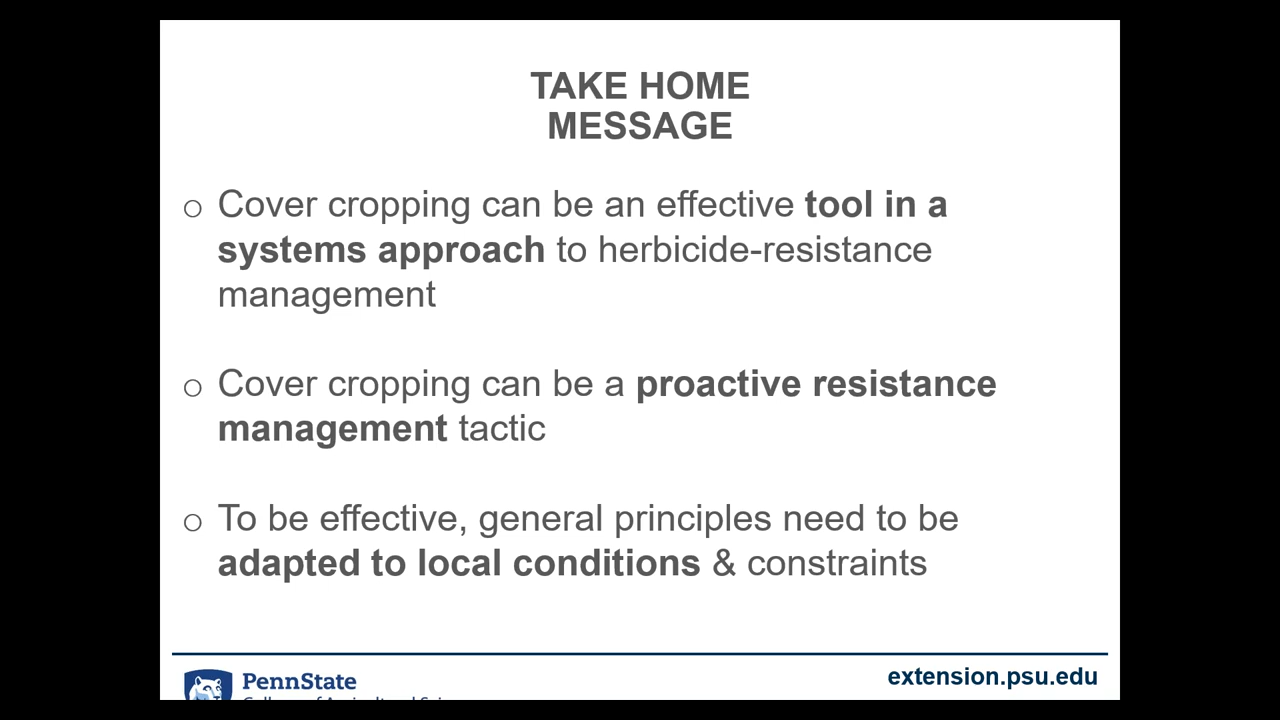 TAKE HOME
MESSAGE
○ Cover cropping can be an effective tool in a
systems approach to herbicide-resistance
management
○ Cover cropping can be a proactive resistance
management tactic
○ To be effective, general principles need to be
adapted to local conditions & constraints
PennState
extension.psu.edu